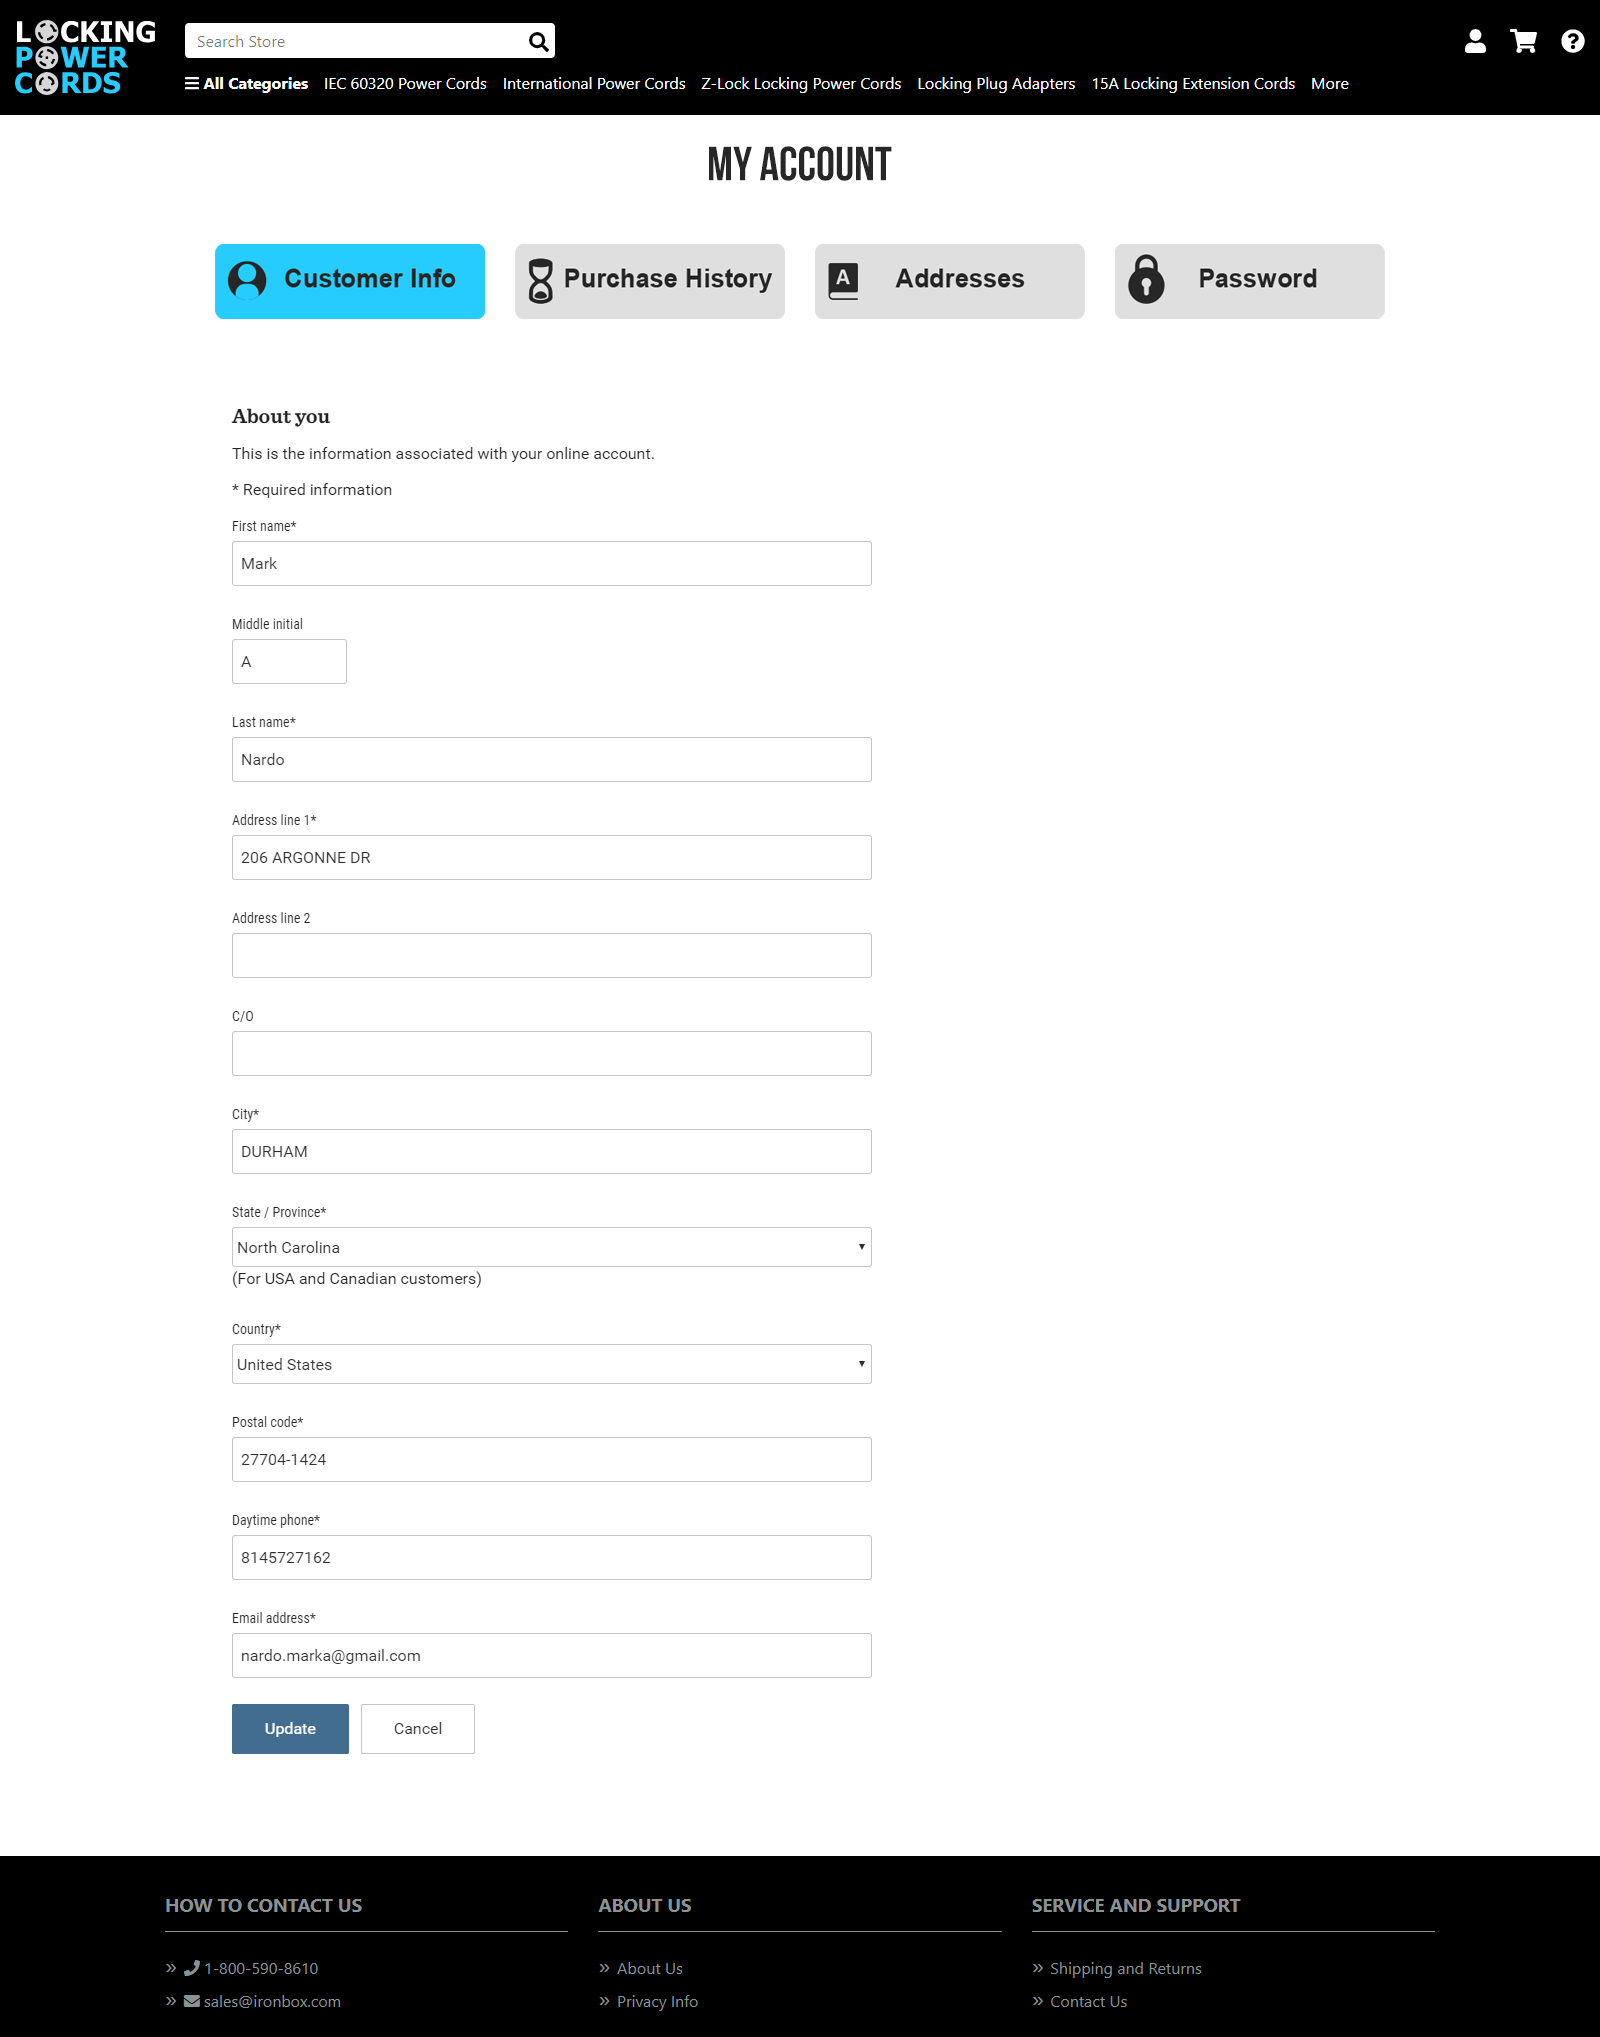 LOCKING
POWER
CORDS
Search Store
All Categories IEC 60320 Power Cords International Power Cords Z-Lock Locking Power Cords Locking Plug Adapters 15A Locking Extension Cords More
MY ACCOUNT
Customer Info Purchase History A Addresses Password
About you
This is the information associated with your online account.
* Required information
First name*
Mark
Middle initial
A
Last name*
Nardo
Address line 1*
206 ARGONNE DR
Address line 2
C/O
City*
DURHAM
State / Province*
North Carolina
(For USA and Canadian customers)
Country*
United States
Postal code*
27704-1424
Daytime phone*
8145727162
Email address*
nardo.marka@gmail.com
Update Cancel
HOW TO CONTACT US
» 1-800-590-8610
» sales@ironbox.com
ABOUT US
» About Us
» Privacy Info
SERVICE AND SUPPORT
» Shipping and Returns
» Contact Us